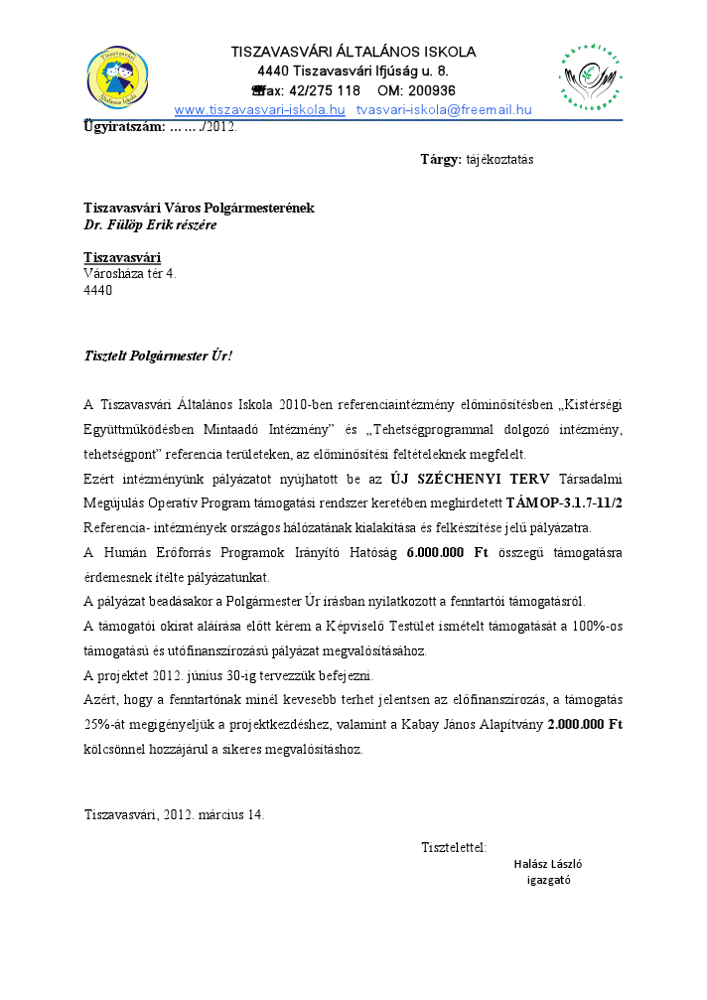 Tiszavasvári
Általános Iskola
TISZAVASVÁRI ÁLTALÁNOS ISKOLA
4440 Tiszavasvári Ifjúság u. 8.
☎fax: 42/275 118 OM: 200936
www.tiszavasvari-iskola.hu tvasvari-iskola@freemail.hu
akkreditált
tehetségpont
Ügyiratszám: ……./2012.
Tárgy: tájékoztatás
Tiszavasvári Város Polgármesterének
Dr. Fülöp Erik részére
Tiszavasvári
Városháza tér 4.
4440
Tisztelt Polgármester Úr!
A Tiszavasvári Általános Iskola 2010-ben referenciaintézmény előminősítésben „Kistérségi
Együttműködésben Mintaadó Intézmény” és „Tehetségprogrammal dolgozó intézmény,
tehetségpont” referencia területeken, az előminősítési feltételeknek megfelelt.
Ezért intézményünk pályázatot nyújthatott be az ÚJ SZÉCHENYI TERV Társadalmi
Megújulás Operatív Program támogatási rendszer keretében meghirdetett TÁMOP-3.1.7-11/2
Referencia- intézmények országos hálózatának kialakítása és felkészítése jelű pályázatra.
A Humán Erőforrás Programok Irányító Hatóság 6.000.000 Ft összegű támogatásra
érdemesnek ítélte pályázatunkat.
A pályázat beadásakor a Polgármester Úr írásban nyilatkozott a fenntartói támogatásról.
A támogatói okirat aláírása előtt kérem a Képviselő Testület ismételt támogatását a 100%-os
támogatású és utófinanszírozású pályázat megvalósításához.
A projektet 2012. június 30-ig tervezzük befejezni.
Azért, hogy a fenntartónak minél kevesebb terhet jelentsen az előfinanszírozás, a támogatás
25%-át megigényeljük a projektkezdéshez, valamint a Kabay János Alapítvány 2.000.000 Ft
kölcsönnel hozzájárul a sikeres megvalósításhoz.
Tiszavasvári, 2012. március 14.
Tisztelettel:
Halász László
igazgató